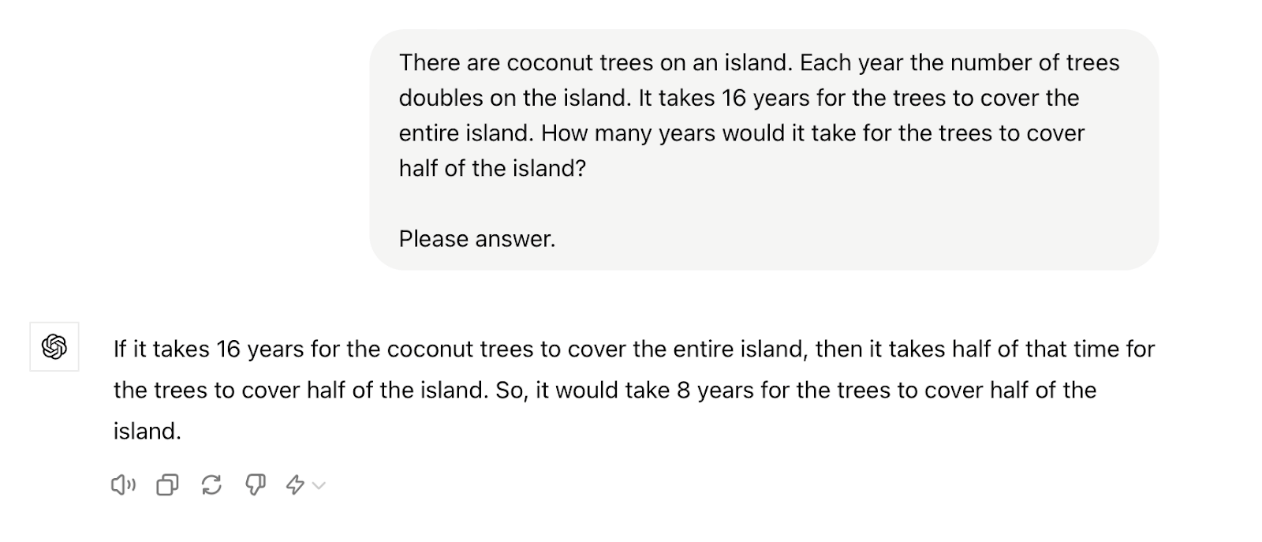 There are coconut trees on an island. Each year the number of trees
doubles on the island. It takes 16 years for the trees to cover the
entire island. How many years would it take for the trees to cover
half of the island?
Please answer.
If it takes 16 years for the coconut trees to cover the entire island, then it takes half of that time for
the trees to cover half of the island. So, it would take 8 years for the trees to cover half of the
island.